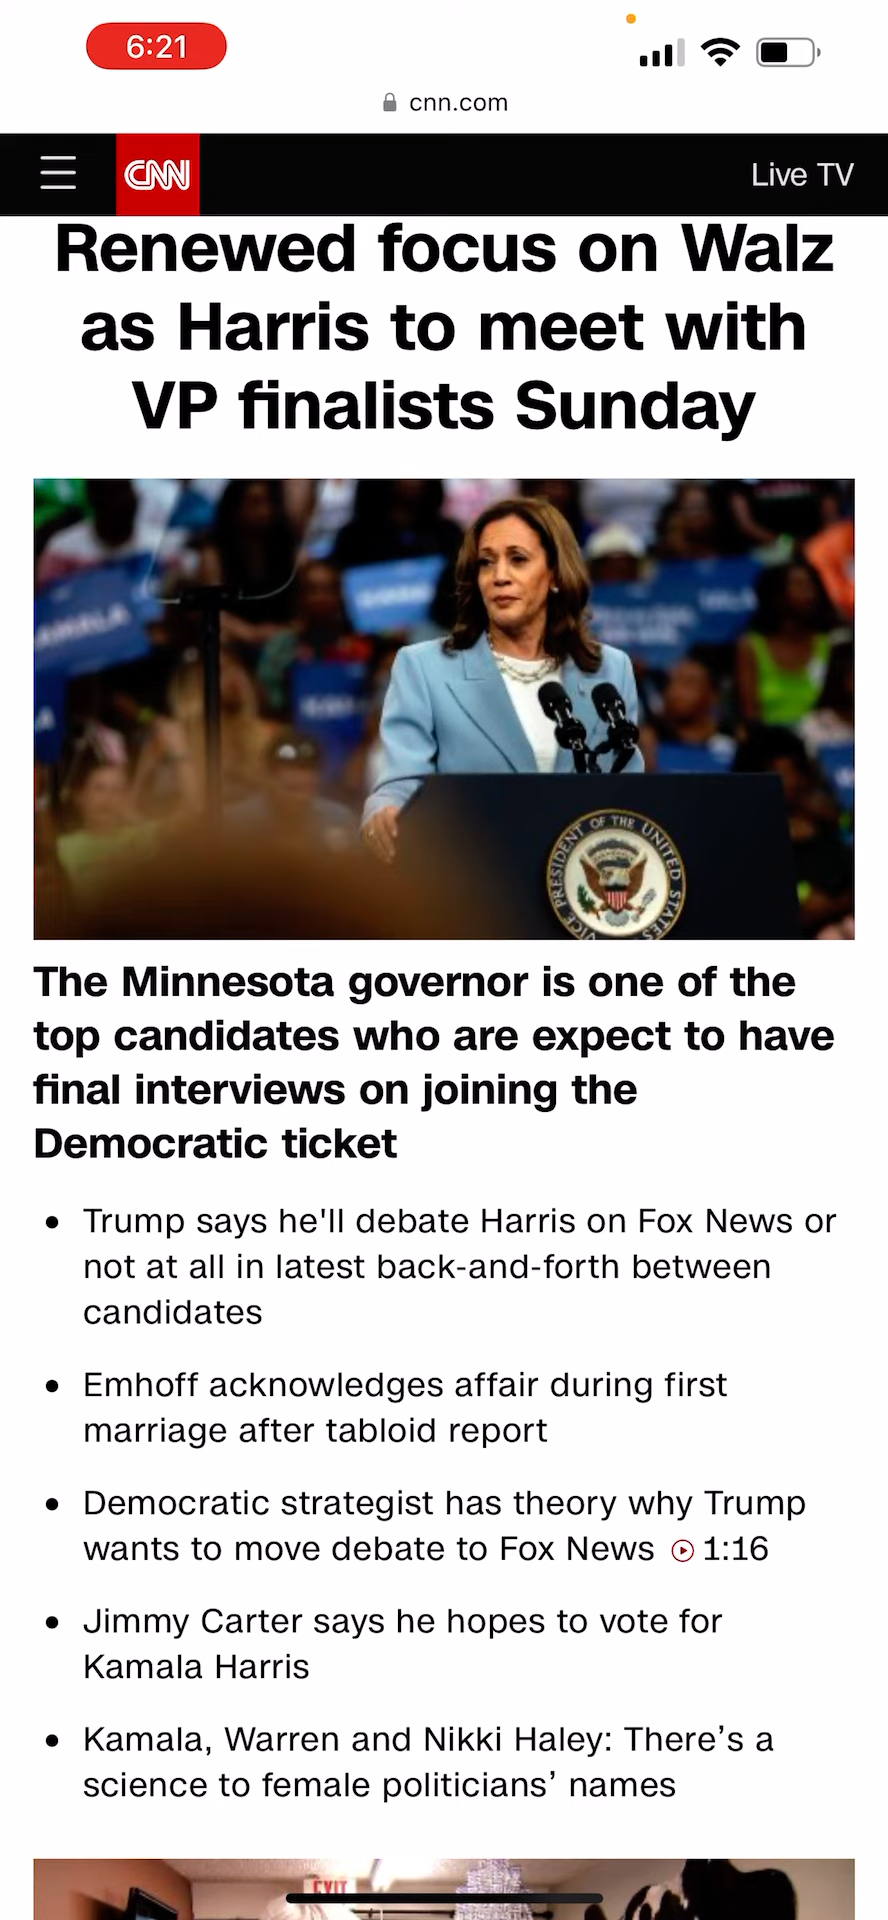 6:21
cnn.com
CNN
Live TV
Renewed focus on Walz
as Harris to meet with
VP finalists Sunday
VICE PRESIDENT OF THE UNITED STATES
The Minnesota governor is one of the
top candidates who are expect to have
final interviews on joining the
Democratic ticket
• Trump says he'll debate Harris on Fox News or
not at all in latest back-and-forth between
candidates
• Emhoff acknowledges affair during first
marriage after tabloid report
• Democratic strategist has theory why Trump
wants to move debate to Fox News 1:16
• Jimmy Carter says he hopes to vote for
Kamala Harris
• Kamala, Warren and Nikki Haley: There’s a
science to female politicians’ names
EXIT